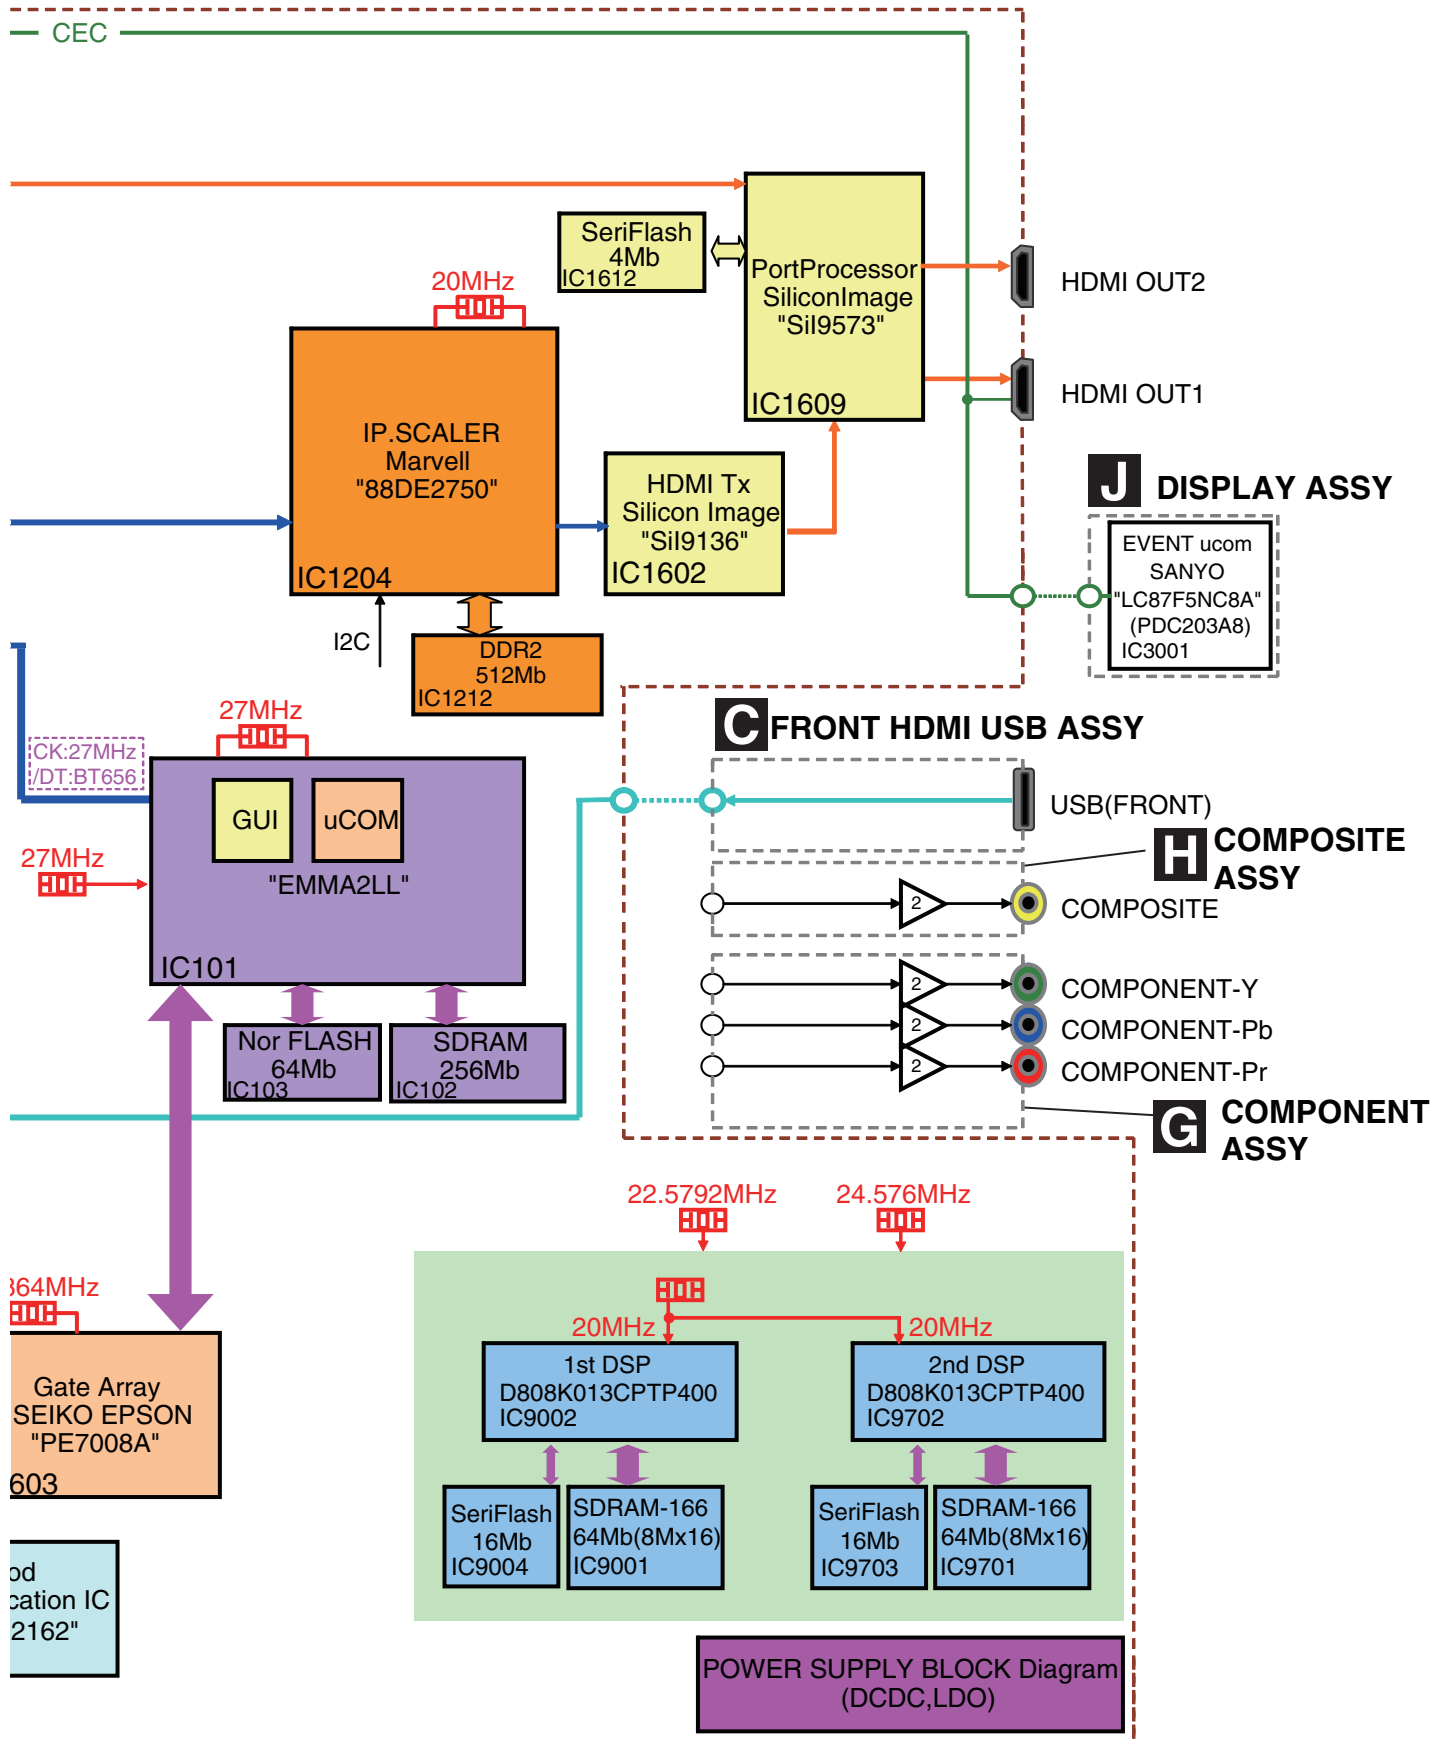 CEC
SeriFlash
4Mb
IC1612
PortProcessor
SiliconImage
"SiI9573"
IC1609
HDMI OUT2
HDMI OUT1
20MHz
IP.SCALER
Marvell
"88DE2750"
IC1204
HDMI Tx
Silicon Image
"SiI9136"
IC1602
J DISPLAY ASSY
EVENT ucom
SANYO
"LC87F5NC8A"
(PDC203A8)
IC3001
I2C
DDR2
512Mb
IC1212
27MHz
CK:27MHz
/DT:BT656
C FRONT HDMI USB ASSY
GUI
uCOM
"EMMA2LL"
IC101
27MHz
USB(FRONT)
H COMPOSITE
ASSY
2
COMPOSITE
2
COMPONENT-Y
2
COMPONENT-Pb
2
COMPONENT-Pr
G COMPONENT
ASSY
Nor FLASH
64Mb
IC103
SDRAM
256Mb
IC102
22.5792MHz
24.576MHz
364MHz
20MHz
20MHz
1st DSP
D808K013CPTP400
IC9002
2nd DSP
D808K013CPTP400
IC9702
Gate Array
SEIKO EPSON
"PE7008A"
603
SeriFlash
16Mb
IC9004
SDRAM-166
64Mb(8Mx16)
IC9001
SeriFlash
16Mb
IC9703
SDRAM-166
64Mb(8Mx16)
IC9701
od
cation IC
2162"
POWER SUPPLY BLOCK Diagram
(DCDC,LDO)